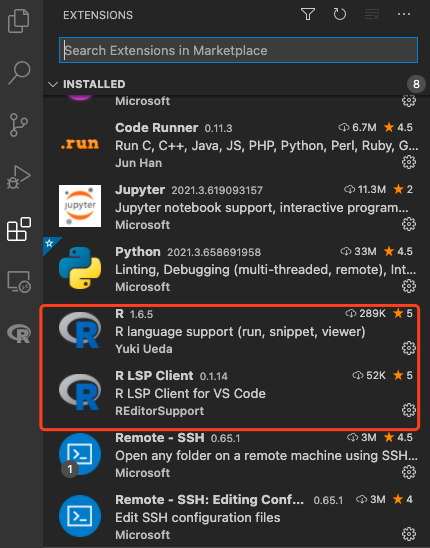 EXTENSIONS
Search Extensions in Marketplace
INSTALLED 8
Microsoft
Code Runner 0.11.3 6.7M 4.5
.run
Run C, C++, Java, JS, PHP, Python, Perl, Ruby, G...
Jun Han
Jupyter 2021.3.619093157 11.3M 2
jupyter
Jupyter notebook support, interactive program...
Microsoft
Python 2021.3.658691958 33M 4.5
Linting, Debugging (multi-threaded, remote), Int...
Microsoft
R 1.6.5 289K 5
R language support (run, snippet, viewer)
Yuki Ueda
R LSP Client 0.1.14 52K 5
R LSP Client for VS Code
REditorSupport
Remote - SSH 0.65.1 3M 4.5
Open any folder on a remote machine using SSH...
1
Microsoft
Remote - SSH: Editing Conf... 0.65.1 3M 4
Edit SSH configuration files
Microsoft